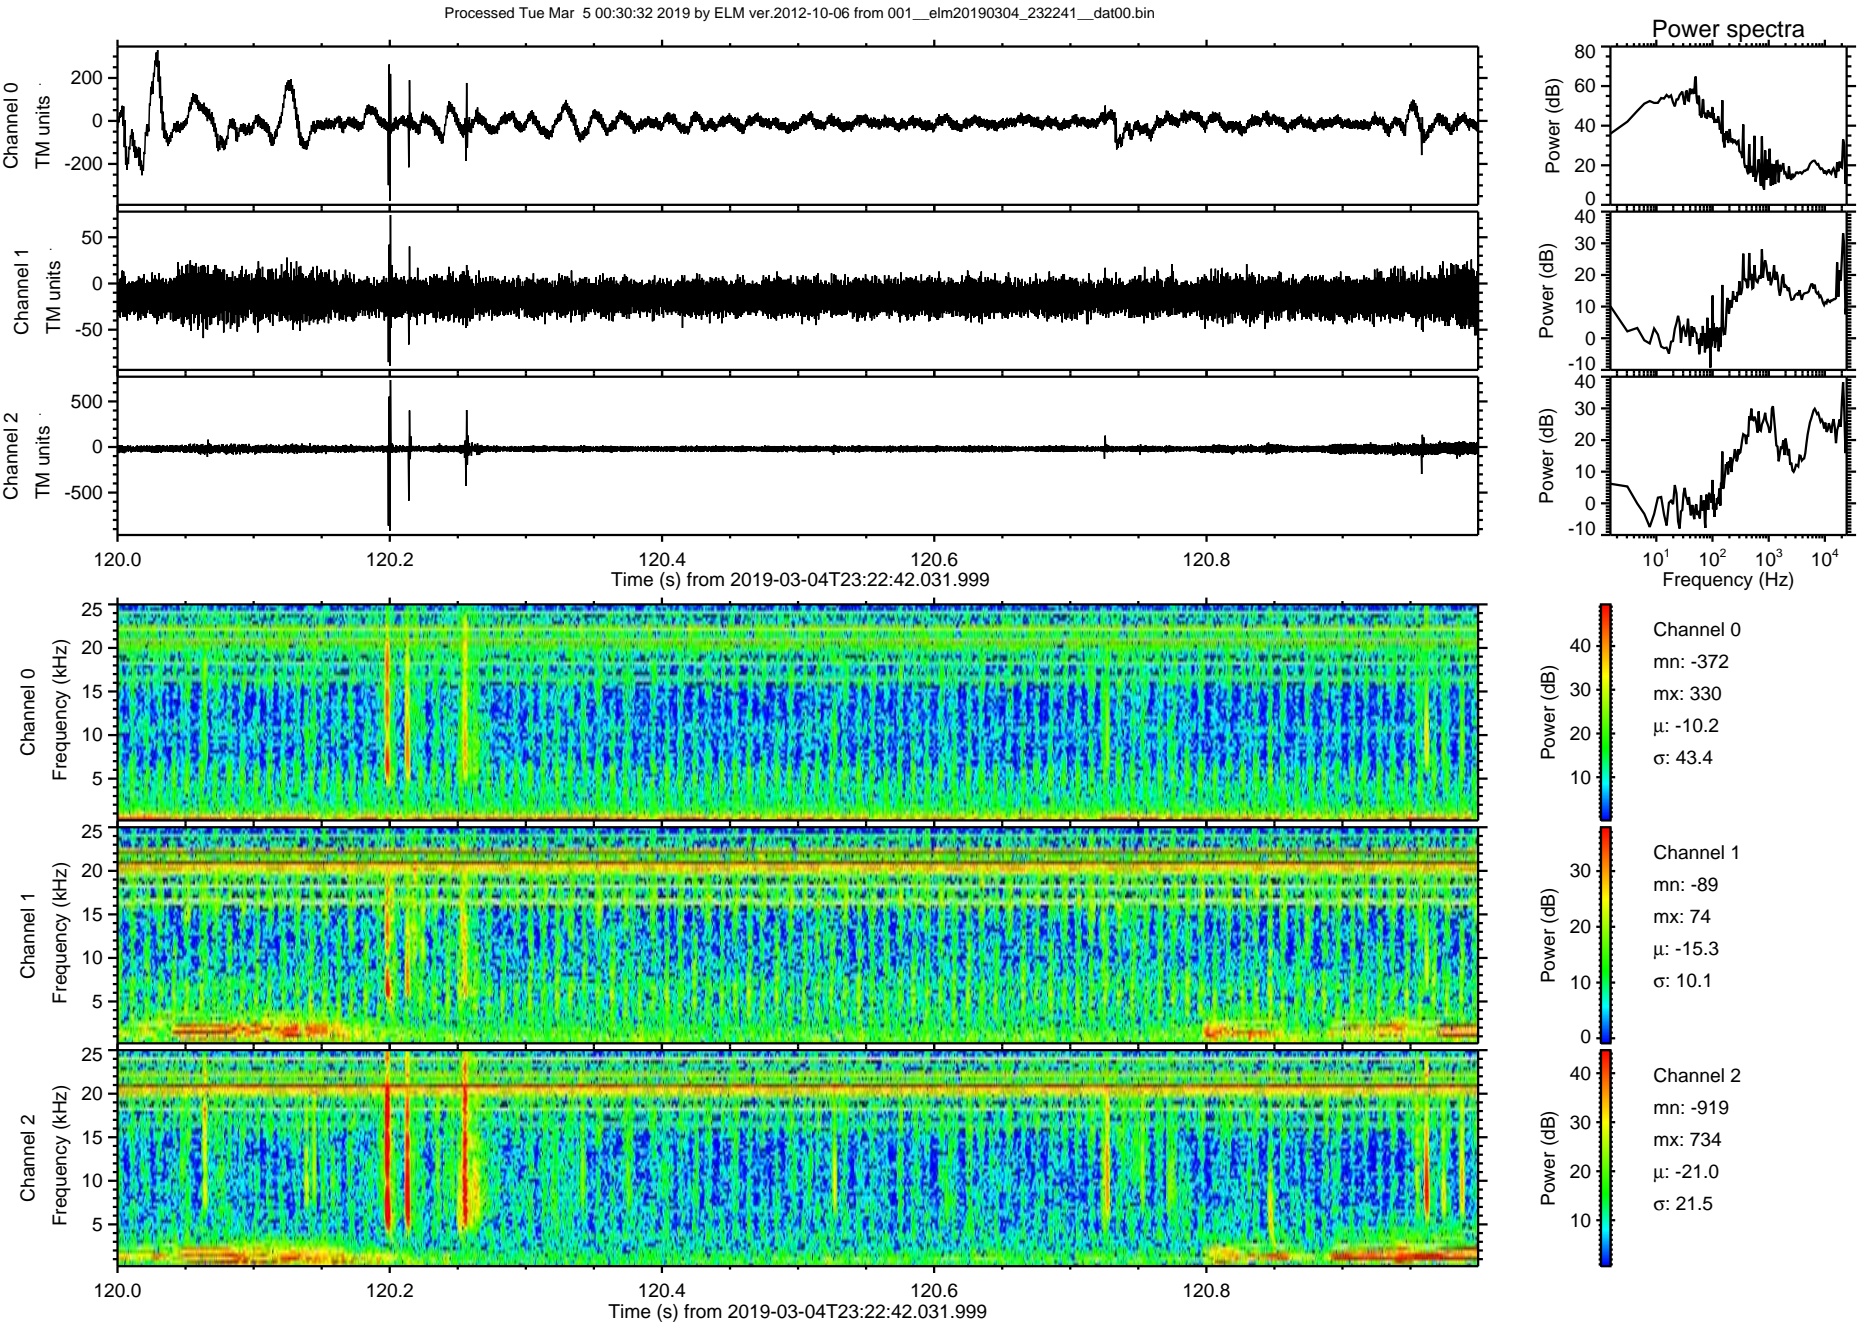 Processed Tue Mar  5 00:30:32 2019 by ELM ver.2012-10-06 from 001__elm20190304_232241__dat00.bin
Power spectra
Channel 0
TM units
200
0
-200
Power (dB)
80
60
40
20
0
Channel 1
TM units
50
0
-50
Power (dB)
40
30
20
10
0
-10
Channel 2
TM units
500
0
-500
Power (dB)
40
30
20
10
0
-10
120.0 120.2 120.4 120.6 120.8
Time (s) from 2019-03-04T23:22:42.031.999
10¹ 10² 10³ 10⁴
Frequency (Hz)
Channel 0
Frequency (kHz)
25
20
15
10
5
Power (dB)
40
30
20
10
Channel 0
mn: -372
mx: 330
μ: -10.2
σ: 43.4
Channel 1
Frequency (kHz)
25
20
15
10
5
Power (dB)
30
20
10
0
Channel 1
mn: -89
mx: 74
μ: -15.3
σ: 10.1
Channel 2
Frequency (kHz)
25
20
15
10
5
Power (dB)
40
30
20
10
Channel 2
mn: -919
mx: 734
μ: -21.0
σ: 21.5
120.0 120.2 120.4 120.6 120.8
Time (s) from 2019-03-04T23:22:42.031.999